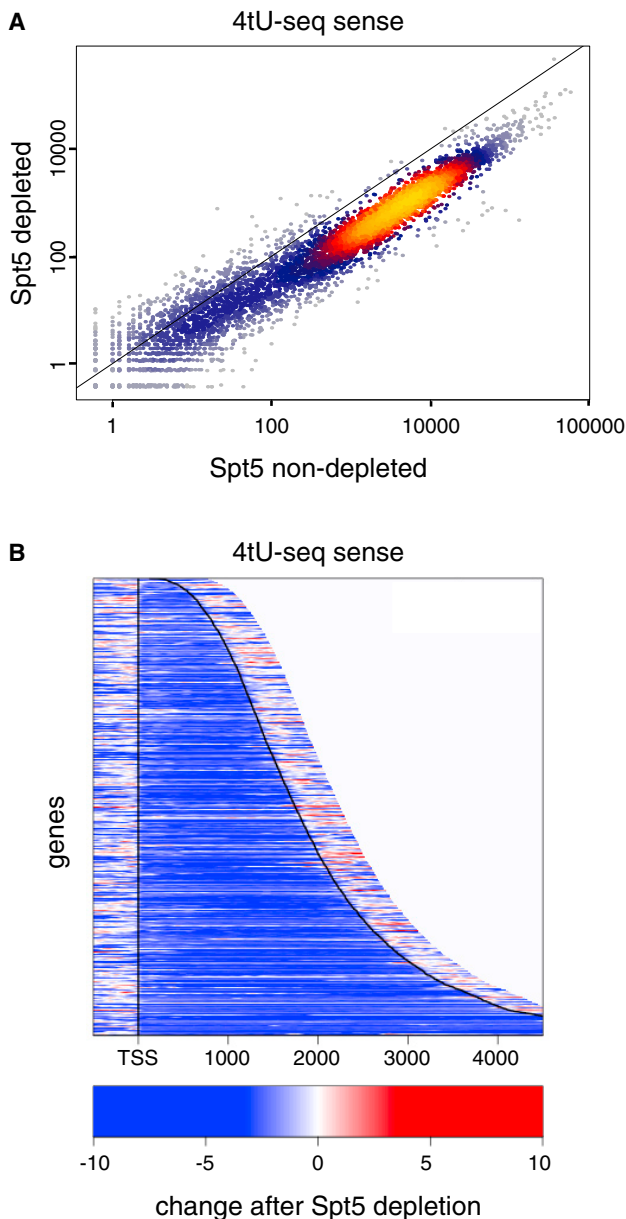 A
4tU-seq sense
Spt5 depleted
10000
100
1
1
100
10000
100000
Spt5 non-depleted
B
4tU-seq sense
genes
TSS
1000
2000
3000
4000
-10
-5
0
5
10
change after Spt5 depletion